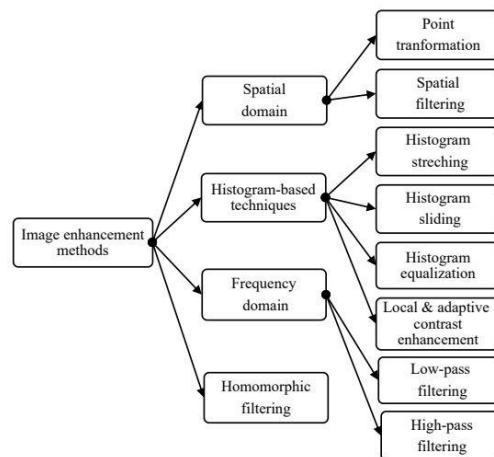 Point
tranformation
Spatial
domain
Spatial
filtering
Histogram
streching
Histogram-based
techniques
Histogram
sliding
Image enhancement
methods
Histogram
equalization
Frequency
domain
Local & adaptive
contrast
enhancement
Low-pass
filtering
Homomorphic
filtering
High-pass
filtering